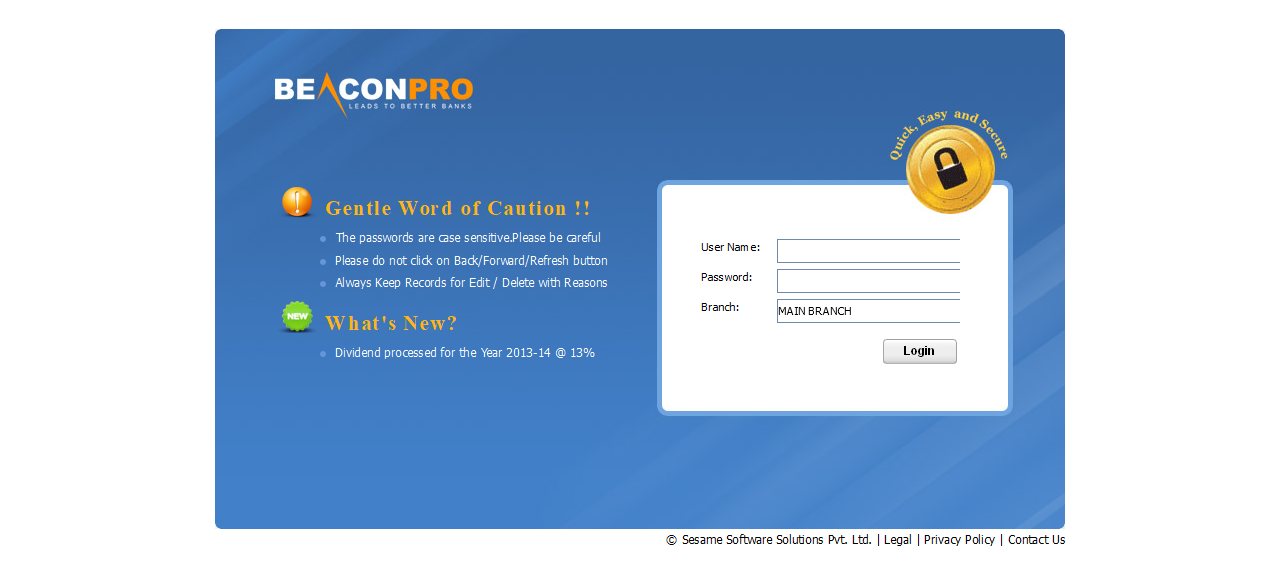 BEACONPRO
LEADS TO BETTER BANKS
Quick, Easy and Secure
Gentle Word of Caution !!
The passwords are case sensitive.Please be careful
Please do not click on Back/Forward/Refresh button
Always Keep Records for Edit / Delete with Reasons
NEW
What's New?
Dividend processed for the Year 2013-14 @ 13%
User Name:
Password:
Branch:
MAIN BRANCH
Login
© Sesame Software Solutions Pvt. Ltd. | Legal | Privacy Policy | Contact Us